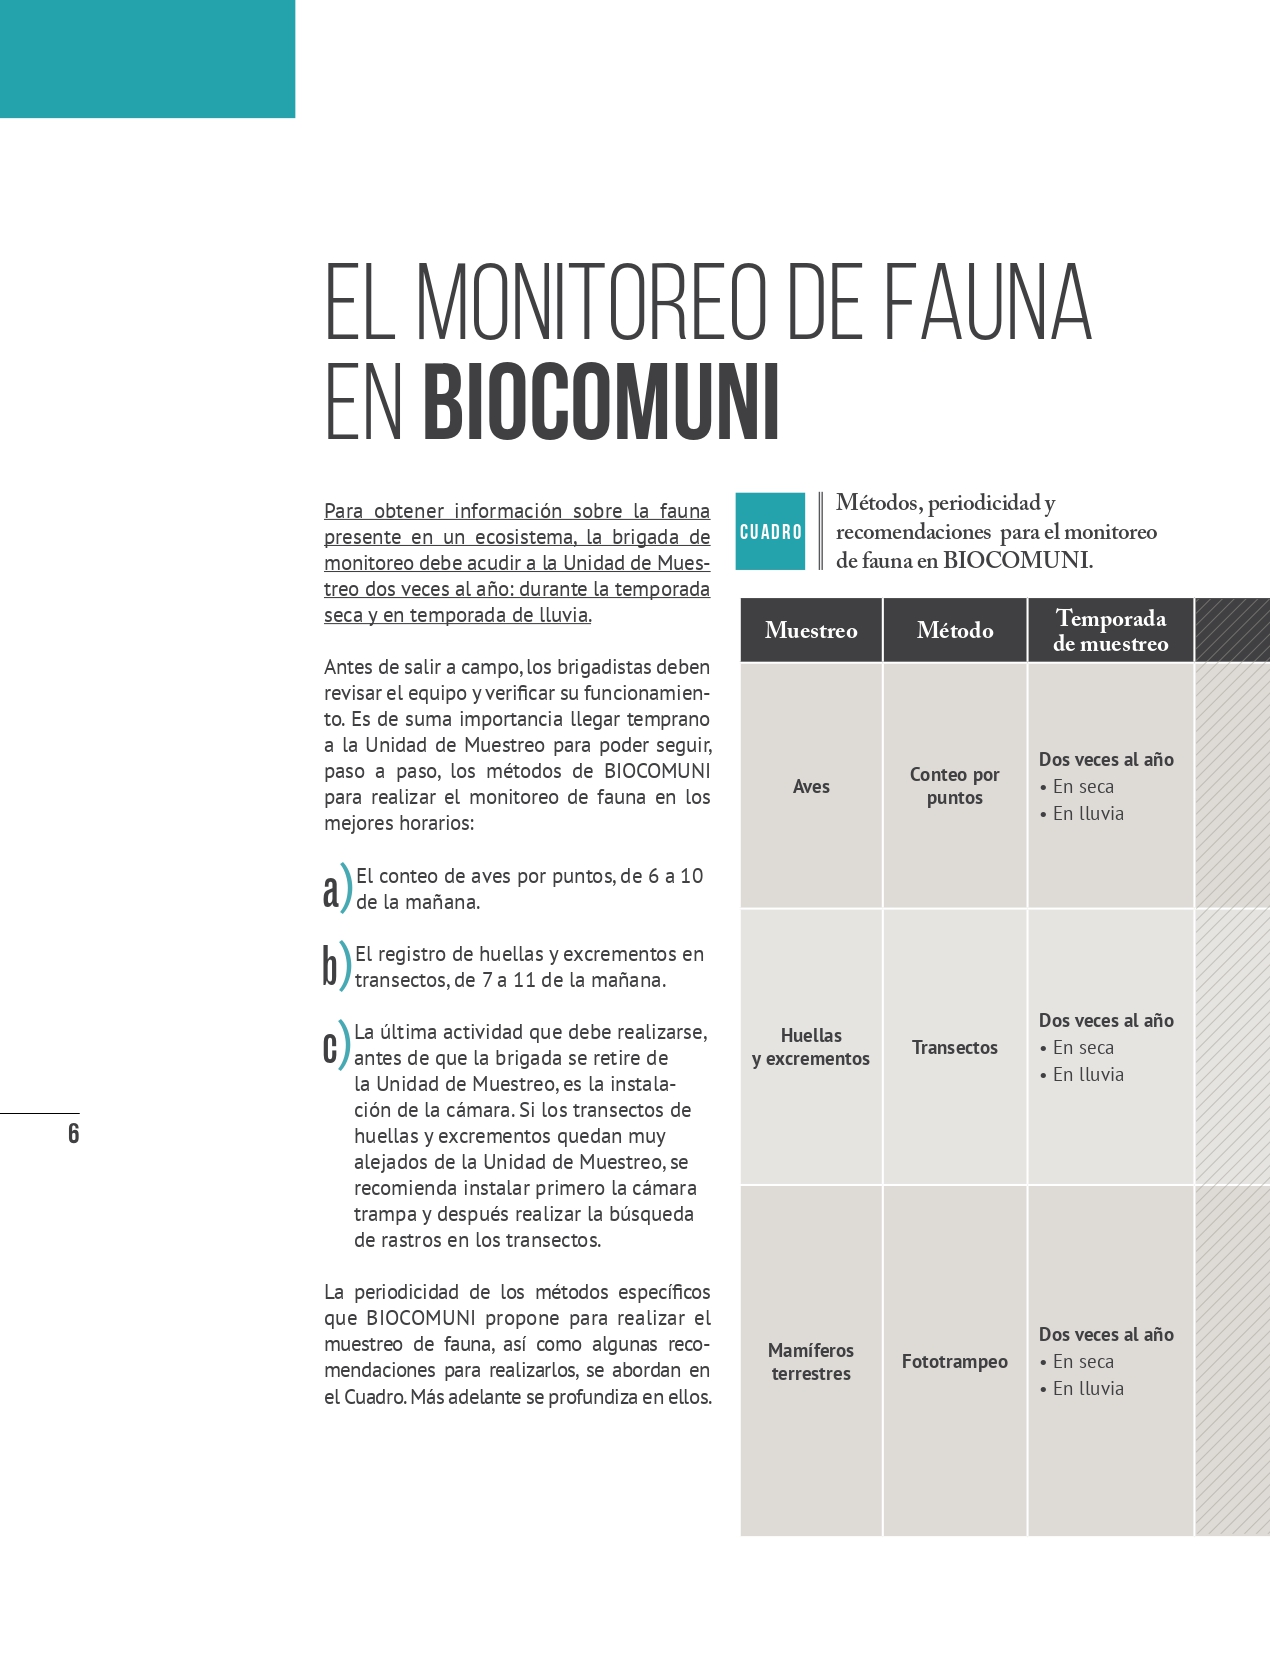 EL MONITOREO DE FAUNA
EN BIOCOMUNI
Para obtener información sobre la fauna
presente en un ecosistema, la brigada de
monitoreo debe acudir a la Unidad de Mues-
treo dos veces al año: durante la temporada
seca y en temporada de lluvia.
Antes de salir a campo, los brigadistas deben
revisar el equipo y verificar su funcionamien-
to. Es de suma importancia llegar temprano
a la Unidad de Muestreo para poder seguir,
paso a paso, los métodos de BIOCOMUNI
para realizar el monitoreo de fauna en los
mejores horarios:
a) El conteo de aves por puntos, de 6 a 10
de la mañana.
b) El registro de huellas y excrementos en
transectos, de 7 a 11 de la mañana.
c) La última actividad que debe realizarse,
antes de que la brigada se retire de
la Unidad de Muestreo, es la instala-
ción de la cámara. Si los transectos de
huellas y excrementos quedan muy
alejados de la Unidad de Muestreo, se
recomienda instalar primero la cámara
trampa y después realizar la búsqueda
de rastros en los transectos.
La periodicidad de los métodos específicos
que BIOCOMUNI propone para realizar el
muestreo de fauna, así como algunas reco-
mendaciones para realizarlos, se abordan en
el Cuadro. Más adelante se profundiza en ellos.
CUADRO
Métodos, periodicidad y
recomendaciones para el monitoreo
de fauna en BIOCOMUNI.
Muestreo
Método
Temporada
de muestreo
Aves
Conteo por
puntos
Dos veces al año
• En seca
• En lluvia
Huellas
y excrementos
Transectos
Dos veces al año
• En seca
• En lluvia
Mamíferos
terrestres
Fototrampeo
Dos veces al año
• En seca
• En lluvia
6